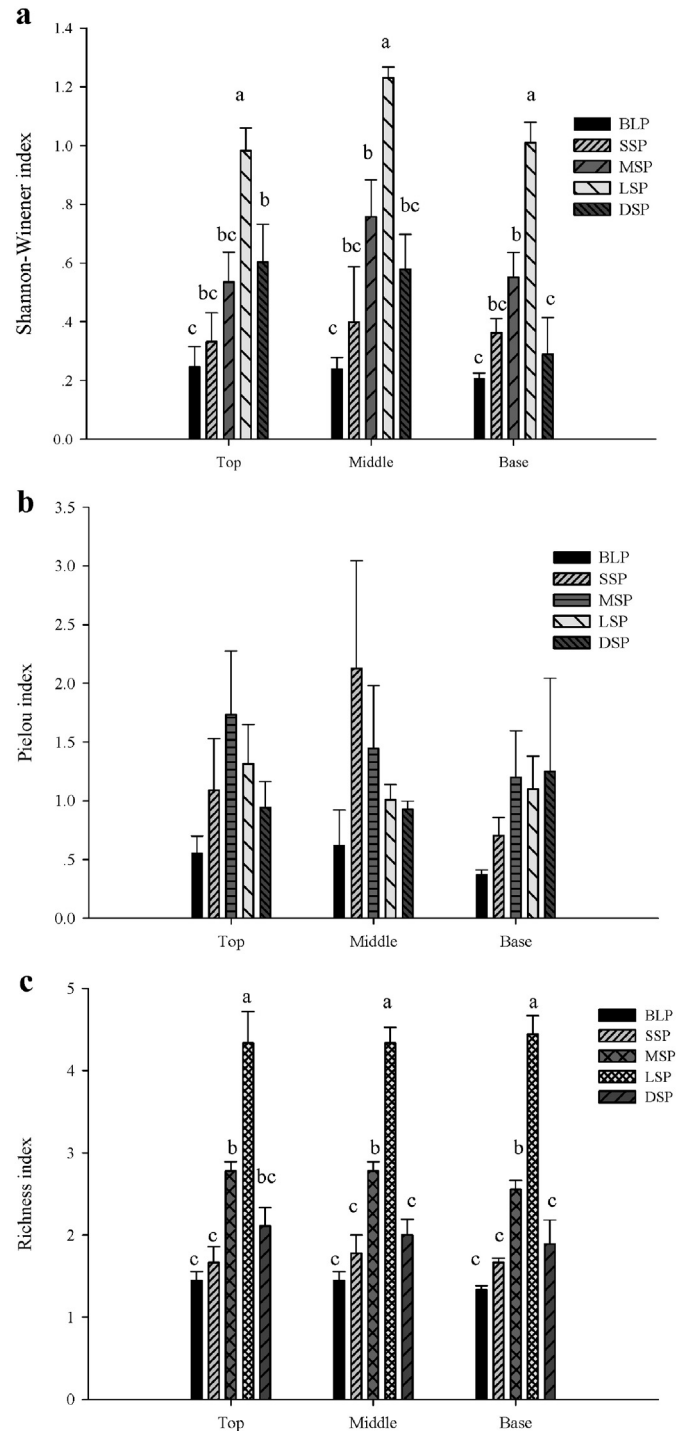 a
1.4
1.2
1.0
.8
.6
.4
.2
0.0
Shannon-Winener index
c
bc
bc
a
b
c
bc
b
a
bc
c
bc
b
a
c
BLP
SSP
MSP
LSP
DSP
Top
Middle
Base
b
3.5
3.0
2.5
2.0
1.5
1.0
.5
0.0
Pielou index
BLP
SSP
MSP
LSP
DSP
Top
Middle
Base
c
5
4
3
2
1
0
Richness index
c
c
b
a
bc
c
c
b
a
c
c
c
b
a
c
BLP
SSP
MSP
LSP
DSP
Top
Middle
Base